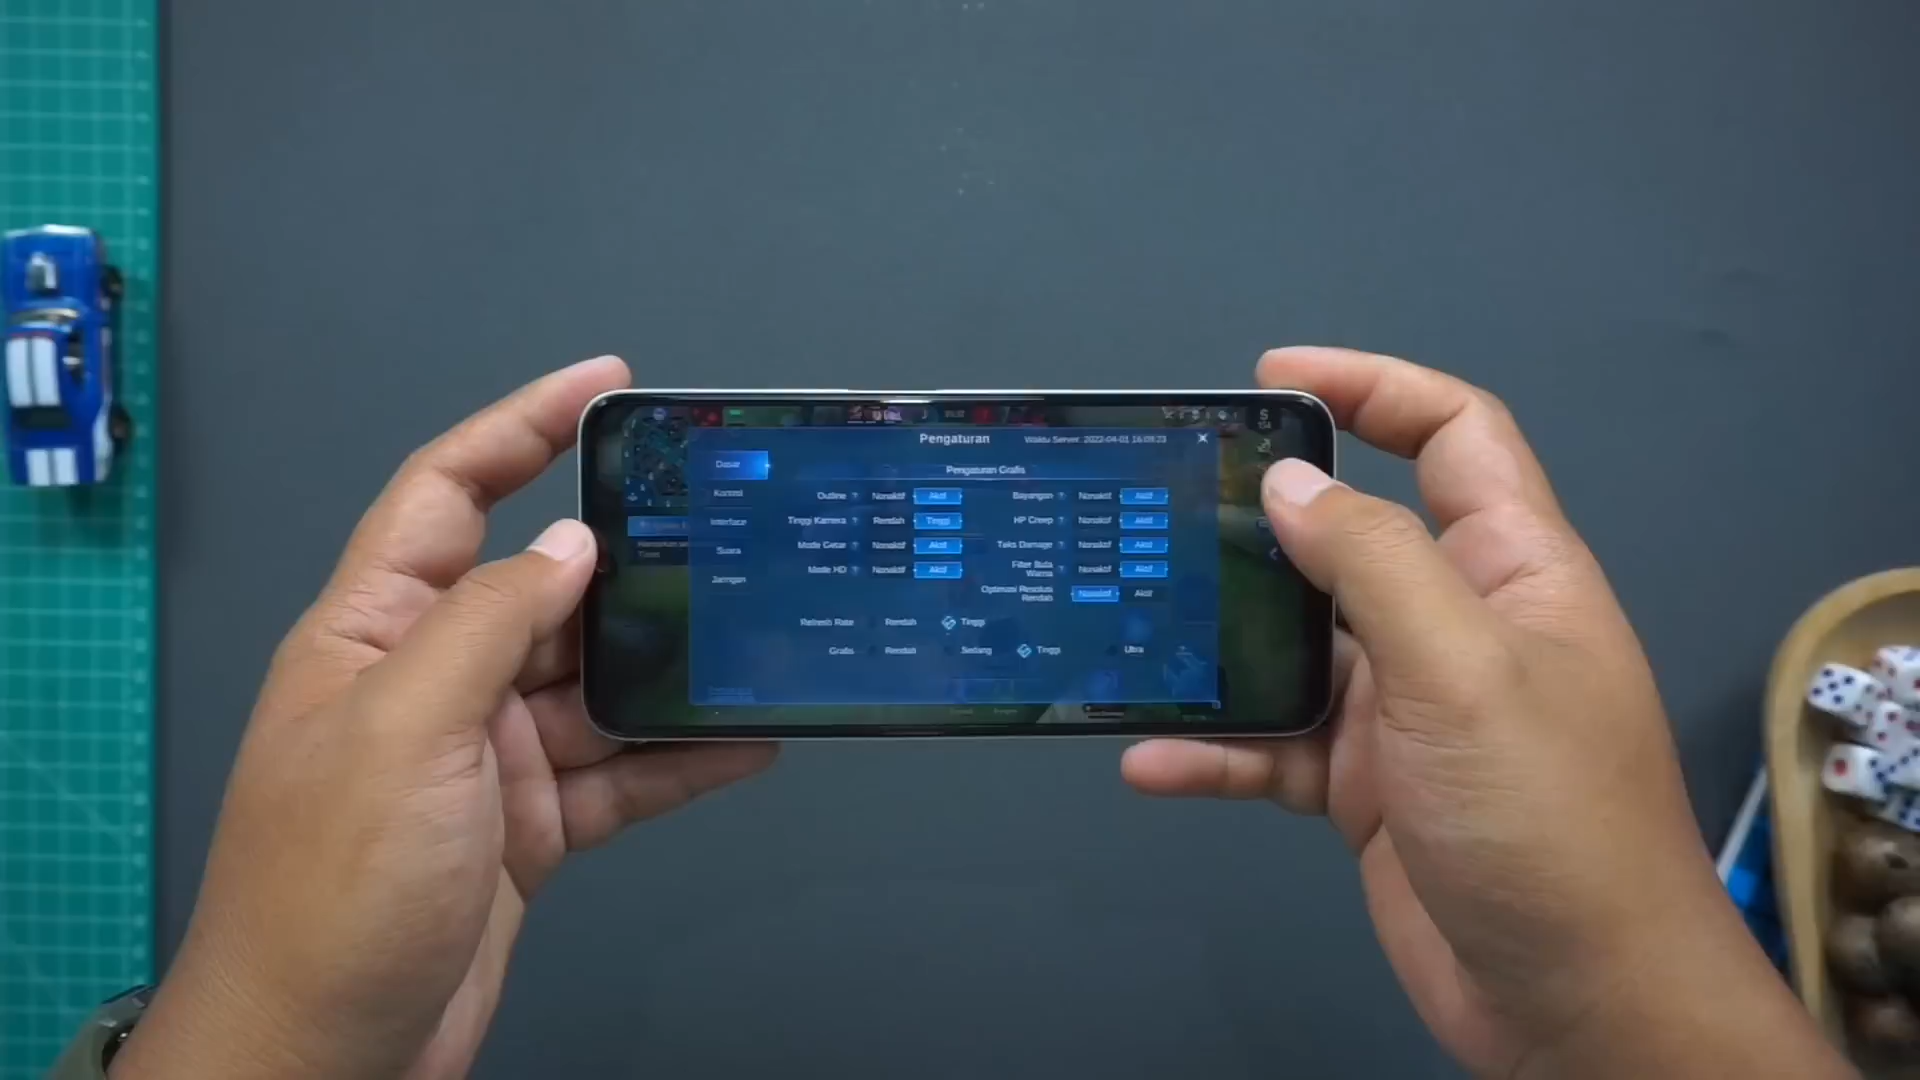 Pengaturan Waktu Server: 2022-04-01 16:09:23
Dasar
Pengaturan Grafis
Kontrol
Outline ? Nonaktif Aktif Bayangan ? Nonaktif Aktif
Interface
Tinggi Kamera ? Rendah Tinggi HP Creep ? Nonaktif Aktif
Suara
Mode Getar ? Nonaktif Aktif Teks Damage ? Nonaktif Aktif
Jaringan
Mode HD ? Nonaktif Aktif Filter Buta
Warna ? Nonaktif Aktif
Optimasi Resolusi
Rendah Nonaktif Aktif
Refresh Rate Rendah Tinggi
Grafis Rendah Sedang Tinggi Ultra